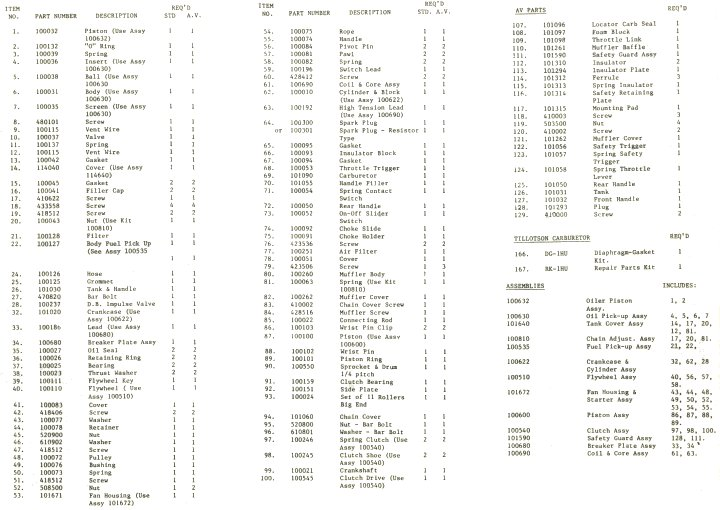 ITEM REQ'D
NO. PART NUMBER DESCRIPTION STD A.V.
1. 100032 Piston (Use Assy 1 1
100632)
2. 100132 "O" Ring 1 1
3. 100039 Spring 1 1
4. 100036 Insert (Use Assy 1 1
100630)
5. 100038 Ball (Use Assy 1 1
100630)
6. 100031 Body (Use Assy 1 1
100630)
7. 100035 Screen (Use Assy 1 1
100630)
8. 480101 Screw 1 1
9. 100115 Vent Wire 1 1
10. 100037 Valve 1 1
11. 100137 Spring 1 1
12. 100115 Vent Wire 1 1
13. 100042 Gasket 1 1
14. 114040 Cover (Use Assy 1 1
114640)
15. 100045 Gasket 2 2
16. 100041 Filler Cap 2 2
17. 410622 Screw 1 1
18. 433558 Screw 4 4
19. 418512 Screw 2 2
20. 100043 Nut (Use Kit 1 1
100810)
21. 100128 Filter 1 1
22. 100127 Body Fuel Pick Up 1 1
(See Assy 100535
24. 100126 Hose 1 1
25. 100125 Grommet 1 1
26. 101030 Tank & Handle 1 1
27. 470820 Bar Bolt 1 1
28. 100237 D.B. Impulse Valve 1 1
32. 101020 Crankcase (Use 1 1
Assy 100622)
33. 100186 Lead (Use Assy 1 1
100680)
34. 100680 Breaker Plate Assy 1 1
35. 100027 Oil Seal 2 2
36. 100026 Retaining Ring 2 2
37. 100025 Bearing 2 2
38. 100023 Thrust Washer 2 2
39. 100111 Flywheel Key 1 1
40. 100110 Flywheel ( Use 1 1
Assy 100510)
41. 100083 Cover 1 1
42. 418406 Screw 2 2
43. 100077 Washer 1 1
44. 100078 Retainer 1 1
45. 520900 Nut 1 1
46. 610902 Washer 1 1
47. 418512 Screw 1 1
48. 100072 Pulley 1 1
49. 100076 Bushing 1 1
50. 100073 Spring 1 1
51. 418512 Screw 1 1
52. 508500 Nut 1 2
53. 101671 Fan Housing (Use 1 1
Assy 101672)
ITEM REQ'D
NO. PART NUMBER DESCRIPTION STD. A.V.
54. 100075 Rope 1 1
55. 100074 Handle 1 1
56. 100084 Pivot Pin 2 2
57. 100081 Pawl 2 2
58. 100082 Spring 2 2
59. 100196 Switch Lead 1 1
60. 428412 Screw 2 2
61. 100690 Coil & Core Assy 1 1
62. 100010 Cylinder & Block 1 1
(Use Assy 100622)
63. 100192 High Tension Lead 1 1
(Use Assy 100690)
64. 100300 Spark Plug 1 1
or 100301 Spark Plug - Resistor 1 1
Type
65. 100095 Gasket 1 1
66. 100093 Insulator Block 1 1
67. 100094 Gasket 1 1
68. 100053 Throttle Trigger 1 1
69. 101090 Carburetor 1 1
70. 101055 Handle Filler 1 1
71. 100054 Spring Contact 1 1
Switch
72. 100050 Rear Handle 1 1
73. 100052 On-Off Slider 1 1
Switch
74. 100092 Choke Slide 1 1
75. 100091 Choke Holder 1 1
76. 423536 Screw 2 2
77. 100251 Air Filter 1 1
78. 100051 Cover 1 1
79. 423506 Screw 1 3
80. 100260 Muffler Body 1 1
81. 100063 Spring (Use Kit 1 1
100810)
82. 100262 Muffler Cover 1 1
83. 410002 Chain Cover Screw 1 1
84. 428516 Muffler Screw 1 1
85. 100022 Connecting Rod 1 1
86. 100103 Wrist Pin Clip 2 2
87. 100100 Piston (Use Assy 1 1
100600)
88. 100102 Wrist Pin 1 1
89. 100101 Piston Ring 1 1
90. 100550 Sprocket & Drum 1 1
1/4 pitch
91. 100159 Clutch Bearing 1 1
92. 100151 Side Plate 1 1
93. 100024 Set of 11 Rollers 1 1
Big End
94. 101060 Chain Cover 1 1
95. 520800 Nut - Bar Bolt 1 1
96. 610801 Washer - Bar Bolt 1 1
97. 100246 Spring Clutch (Use 2 2
Assy 100540)
98. 100245 Clutch Shoe (Use 2 2
Assy 100540)
99. 100021 Crankshaft 1 1
100. 100545 Clutch Drive (Use 1 1
Assy 100540)
AV PARTS REQ'D
107. 101096 Locator Carb Seal 1
108. 101097 Foam Block 1
109. 101098 Throttle Link 1
110. 101261 Muffler Baffle 1
111. 101590 Safety Guard Assy 1
112. 101310 Insulator 2
113. 101294 Insulator Plate 1
114. 101312 Ferrule 3
115. 101313 Spring Insulator 1
116. 101314 Safety Retaining 1
Plate
117. 101315 Mounting Pad 1
118. 410003 Screw 3
119. 503500 Nut 4
120. 410002 Screw 2
121. 101262 Muffler Cover 1
122. 101056 Safety Trigger 1
123. 101057 Spring Safety 1
Trigger
124. 101058 Spring Throttle 1
Lever
125. 101050 Rear Handle 1
126. 101031 Tank 1
127. 101032 Front Handle 1
128. 101293 Plug 1
129. 410000 Screw 2
TILLOTSON CARBURETOR REQ'D
166. DG-1HU Diaphragm-Gasket 1
Kit.
167. RK-1HU Repair Parts Kit 1
ASSEMBLIES INCLUDES:
100632 Oiler Piston 1, 2
Assy.
100630 Oil Pick-up Assy 4, 5, 6, 7
101640 Tank Cover Assy 14, 17, 20,
12, 81.
100810 Chain Adjust. Assy 17, 20, 81.
100535 Fuel Pick-up Assy 21, 22,
100622 Crankcase & 32, 62, 28
Cylinder Assy
100510 Flywheel Assy 40, 56, 57,
58.
101672 Fan Housing & 43, 44, 48,
Starter Assy 49, 50, 52,
53, 54, 55.
100600 Piston Assy 86, 87, 88,
89.
100540 Clutch Assy 97, 98, 100.
101590 Safety Guard Assy 128, 111.
100680 Breaker Plate Assy 33, 34
100690 Coil & Core Assy 61, 63.